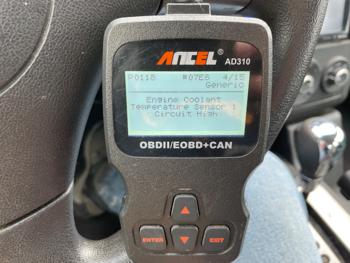 ANCEL
AD310
P0118 #07E8 4/15
Generic
Engine Coolant
Temperature Sensor 1
Circuit High
OBDII/EOBD+CAN
ENTER
EXIT